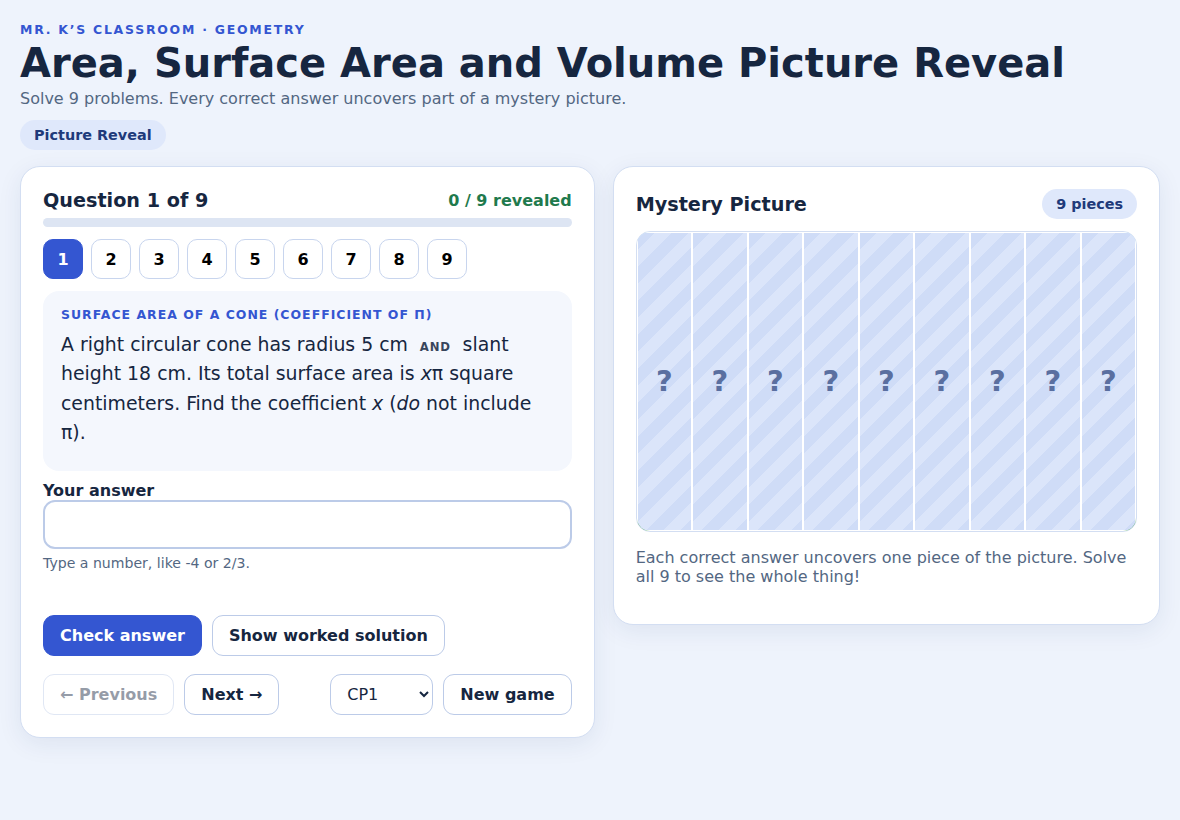 MR. K'S CLASSROOM · GEOMETRY
Area, Surface Area and Volume Picture Reveal
Solve 9 problems. Every correct answer uncovers part of a mystery picture.
Picture Reveal
Question 1 of 9
0 / 9 revealed
1 2 3 4 5 6 7 8 9
SURFACE AREA OF A CONE (COEFFICIENT OF Π)
A right circular cone has radius 5 cm AND slant
height 18 cm. Its total surface area is xπ square
centimeters. Find the coefficient x (do not include
π).
Your answer
Type a number, like -4 or 2/3.
Check answer
Show worked solution
← Previous
Next →
CP1
New game
Mystery Picture
9 pieces
? ? ? ? ? ? ? ? ?
Each correct answer uncovers one piece of the picture. Solve
all 9 to see the whole thing!